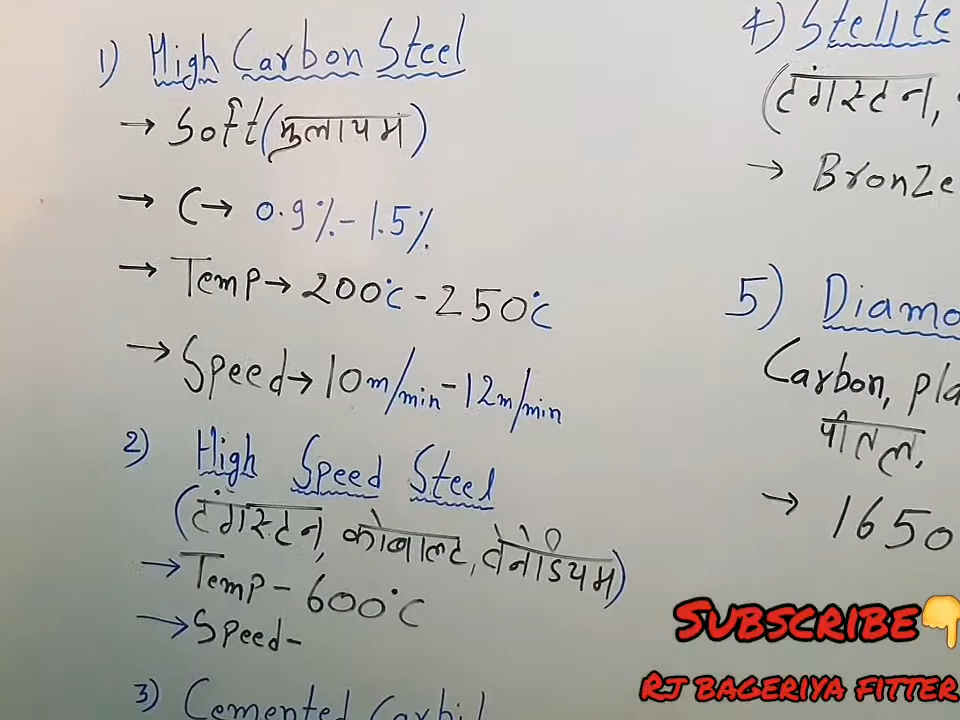 1) High Carbon Steel
→ Soft (मुलायम)
→ C → 0.9% - 1.5%
→ Temp → 200°C - 250°C
→ Speed → 10m/min - 12m/min
2) High Speed Steel
(टंगस्टन, कोबाल्ट, वेनोडियम)
→ Temp - 600°C
→ Speed -
3) Cemented Carbi
4) Stelite
(टंगस्टन,
→ Bronze
5) Diamo
Carbon, pla
पीतल.
→ 1650
SUBSCRIBE👇
RJ BAGERIYA FITTER